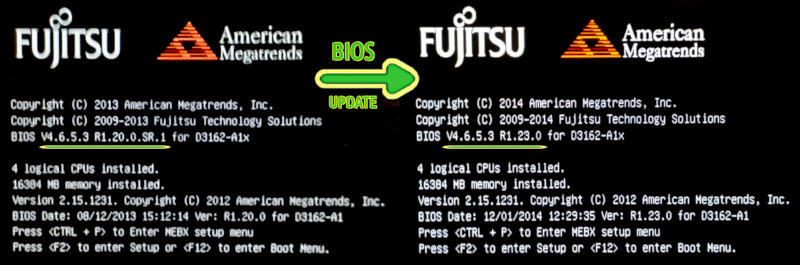 FUJITSU
American
Megatrends
Copyright (C) 2013 American Megatrends, Inc.
Copyright (C) 2009-2013 Fujitsu Technology Solutions
BIOS V4.6.5.3 R1.20.0.SR.1 for D3162-A1x
4 logical CPUs installed.
16384 MB memory installed.
Version 2.15.1231. Copyright (C) 2012 American Megatrends, Inc.
BIOS Date: 08/12/2013 15:12:14 Ver: R1.20.0 for D3162-A1
Press <CTRL + P> to Enter MEBX setup menu
Press <F2> to enter Setup or <F12> to enter Boot Menu.
BIOS
UPDATE
FUJITSU
American
Megatrends
Copyright (C) 2014 American Megatrends, Inc.
Copyright (C) 2009-2014 Fujitsu Technology Solutions
BIOS V4.6.5.3 R1.23.0 for D3162-A1x
4 logical CPUs installed.
16384 MB memory installed.
Version 2.15.1231. Copyright (C) 2012 American Megatrends, Inc.
BIOS Date: 12/01/2014 12:29:35 Ver: R1.23.0 for D3162-A1
Press <CTRL + P> to Enter MEBX setup menu
Press <F2> to enter Setup or <F12> to enter Boot Menu.